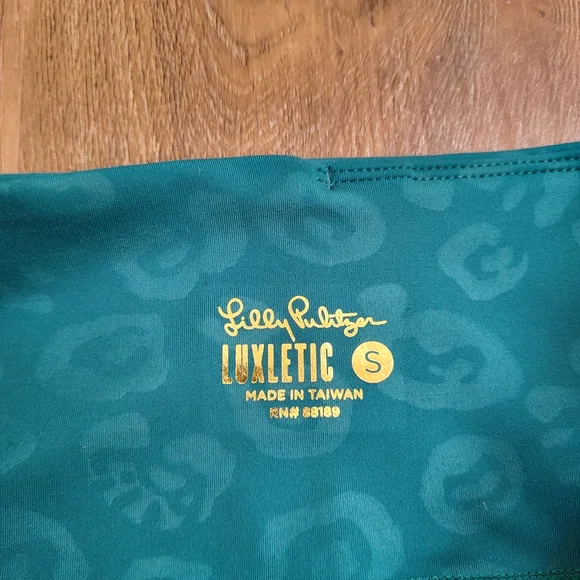 Lilly Pulitzer
LUXLETIC S
MADE IN TAIWAN
RN# 88189